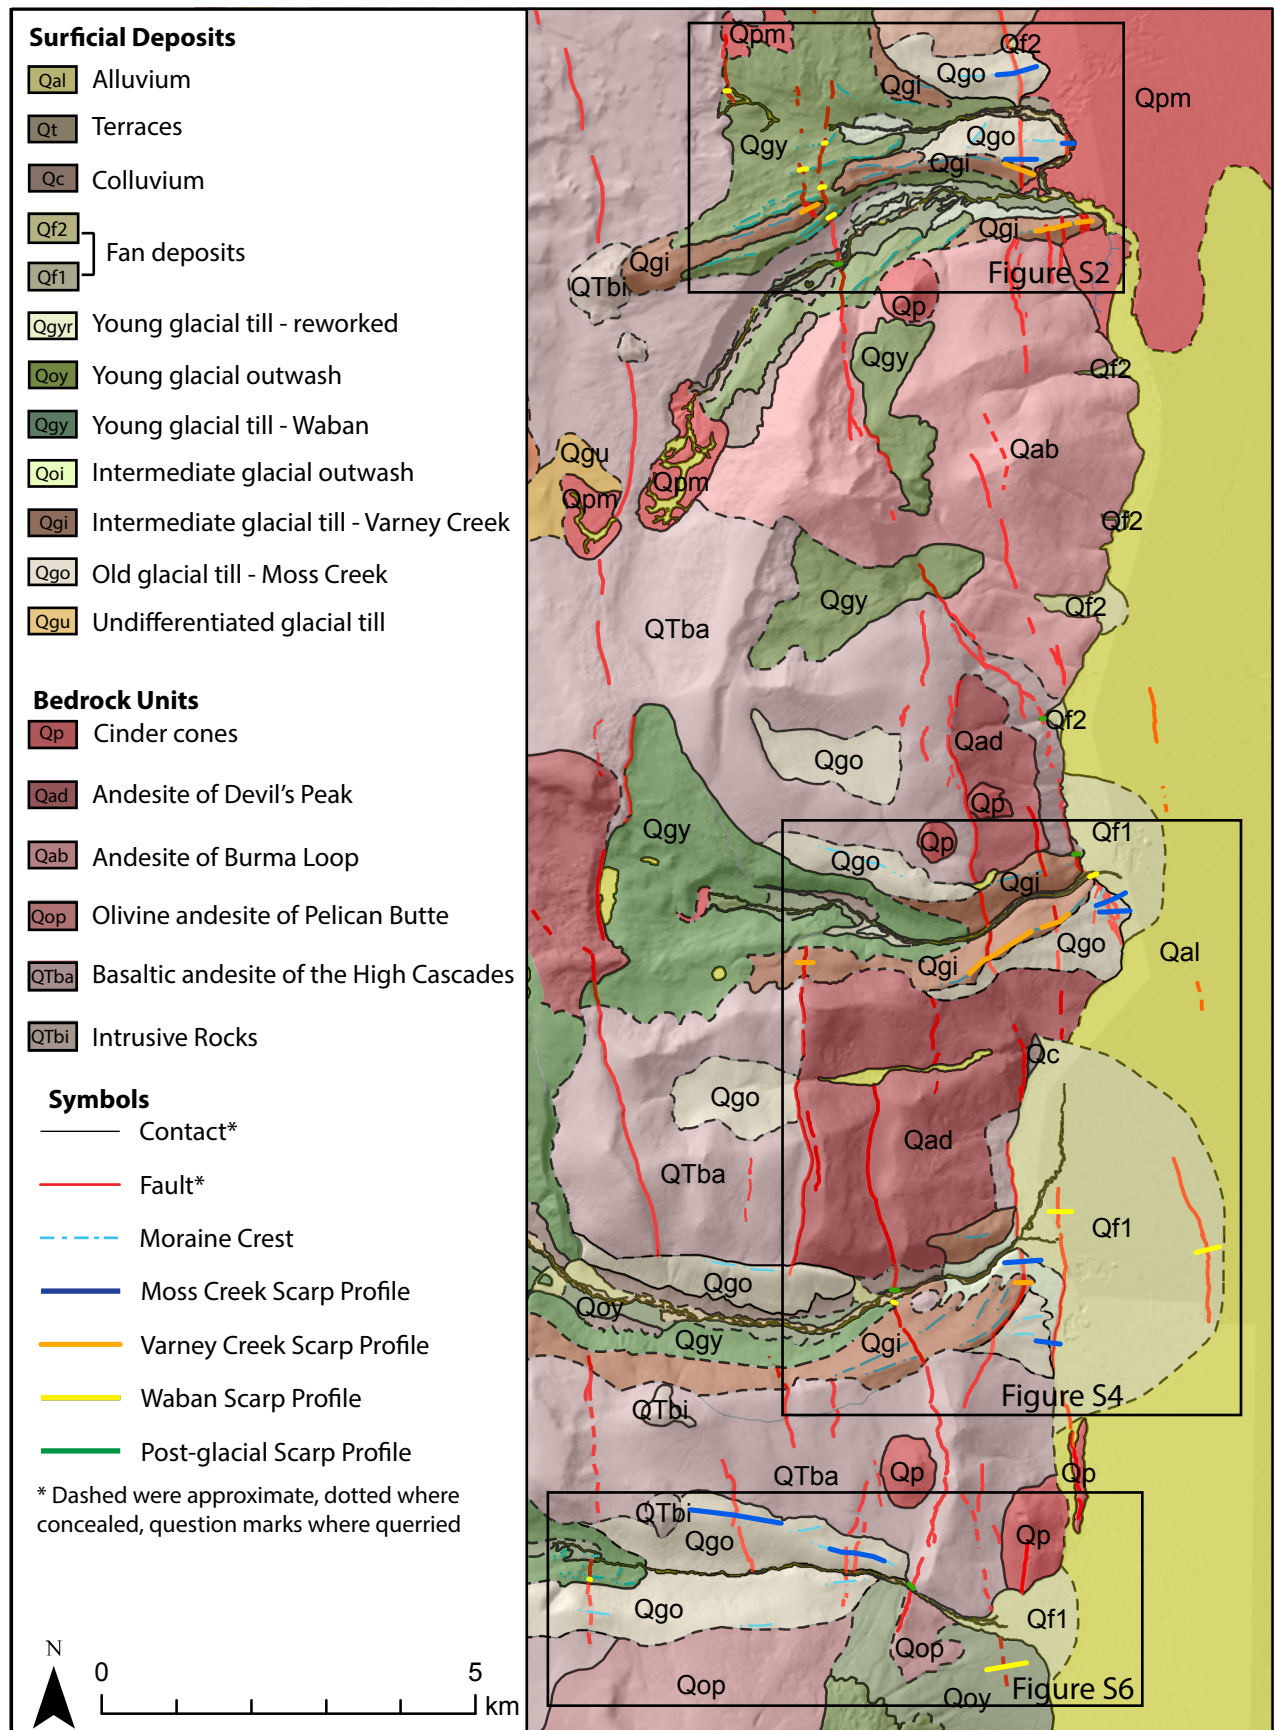 Surficial Deposits
Qal Alluvium
Qt Terraces
Qc Colluvium
Qf2
Fan deposits
Qf1
Qgyr Young glacial till - reworked
Qoy Young glacial outwash
Qgy Young glacial till - Waban
Qoi Intermediate glacial outwash
Qgi Intermediate glacial till - Varney Creek
Qgo Old glacial till - Moss Creek
Qgu Undifferentiated glacial till
Bedrock Units
Qp Cinder cones
Qad Andesite of Devil's Peak
Qab Andesite of Burma Loop
Qop Olivine andesite of Pelican Butte
QTba Basaltic andesite of the High Cascades
QTbi Intrusive Rocks
Symbols
Contact*
Fault*
Moraine Crest
Moss Creek Scarp Profile
Varney Creek Scarp Profile
Waban Scarp Profile
Post-glacial Scarp Profile
* Dashed were approximate, dotted where
concealed, question marks where querried
N
0 5
km
Qpm
Qf2
Qgo
Qgi
Qpm
Qgo
Qgy
Qgi
Qgi
Qgi
QTbi
Figure S2
Qp
Qgy
Qf2
Qab
Qgu
Qpm
Qpm
Qf2
Qgy
Qf2
QTba
Qf2
Qad
Qgo
Qp
Qgy
Qf1
Qp
Qgo
Qgi
Qgo
Qal
Qgi
Qc
Qgo
Qad
QTba
Qf1
Qgo
Qoy
Qgy
Qgi
Figure S4
QTbi
QTba
Qp
Qp
QTbi
Qgo
Qp
Qgo
Qf1
Qop
Qop
Figure S6
Qoy